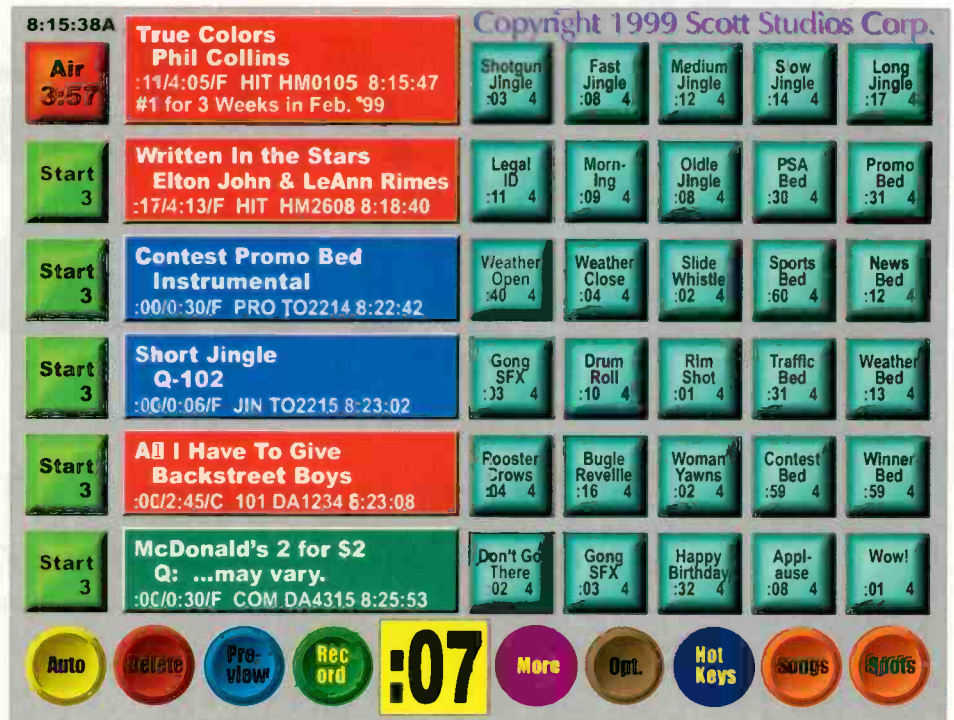 8:15:38A
Copyright 1999 Scott Studios Corp.
Air
3:57
True Colors
Phil Collins
:11/4:05/F HIT HM0105 8:15:47
#1 for 3 Weeks in Feb. '99
Shotgun
Jingle
:03 4
Fast
Jingle
:08 4
Medium
Jingle
:12 4
Slow
Jingle
:14 4
Long
Jingle
:17 4
Start
3
Written In the Stars
Elton John & LeAnn Rimes
:17/4:13/F HIT HM2608 8:18:40
Legal
ID
:11 4
Morn-
ing
:09 4
Oldie
Jingle
:08 4
PSA
Bed
:30 4
Promo
Bed
:31 4
Start
3
Contest Promo Bed
Instrumental
:00/0:30/F PRO TO2214 8:22:42
Weather
Open
:40 4
Weather
Close
:04 4
Slide
Whistle
:02 4
Sports
Bed
:60 4
News
Bed
:12 4
Start
3
Short Jingle
Q-102
:00/0:06/F JIN TO2215 8:23:02
Gong
SFX
:03 4
Drum
Roll
:10 4
Rim
Shot
:01 4
Traffic
Bed
:31 4
Weather
Bed
:13 4
Start
3
All I Have To Give
Backstreet Boys
:00/2:45/C 101 DA1234 8:23:08
Rooster
Crows
:04 4
Bugle
Reveille
:16 4
Woman
Yawns
:02 4
Contest
Bed
:59 4
Winner
Bed
:59 4
Start
3
McDonald's 2 for $2
Q: ...may vary.
:00/0:30/F COM DA4315 8:25:53
Don't Go
There
:02 4
Gong
SFX
:03 4
Happy
Birthday
:32 4
Appl-
ause
:08 4
Wow!
:01 4
Auto
Delete
Pre-
view
Rec
ord
:07
More
Opt.
Hot
Keys
Songs
Spots